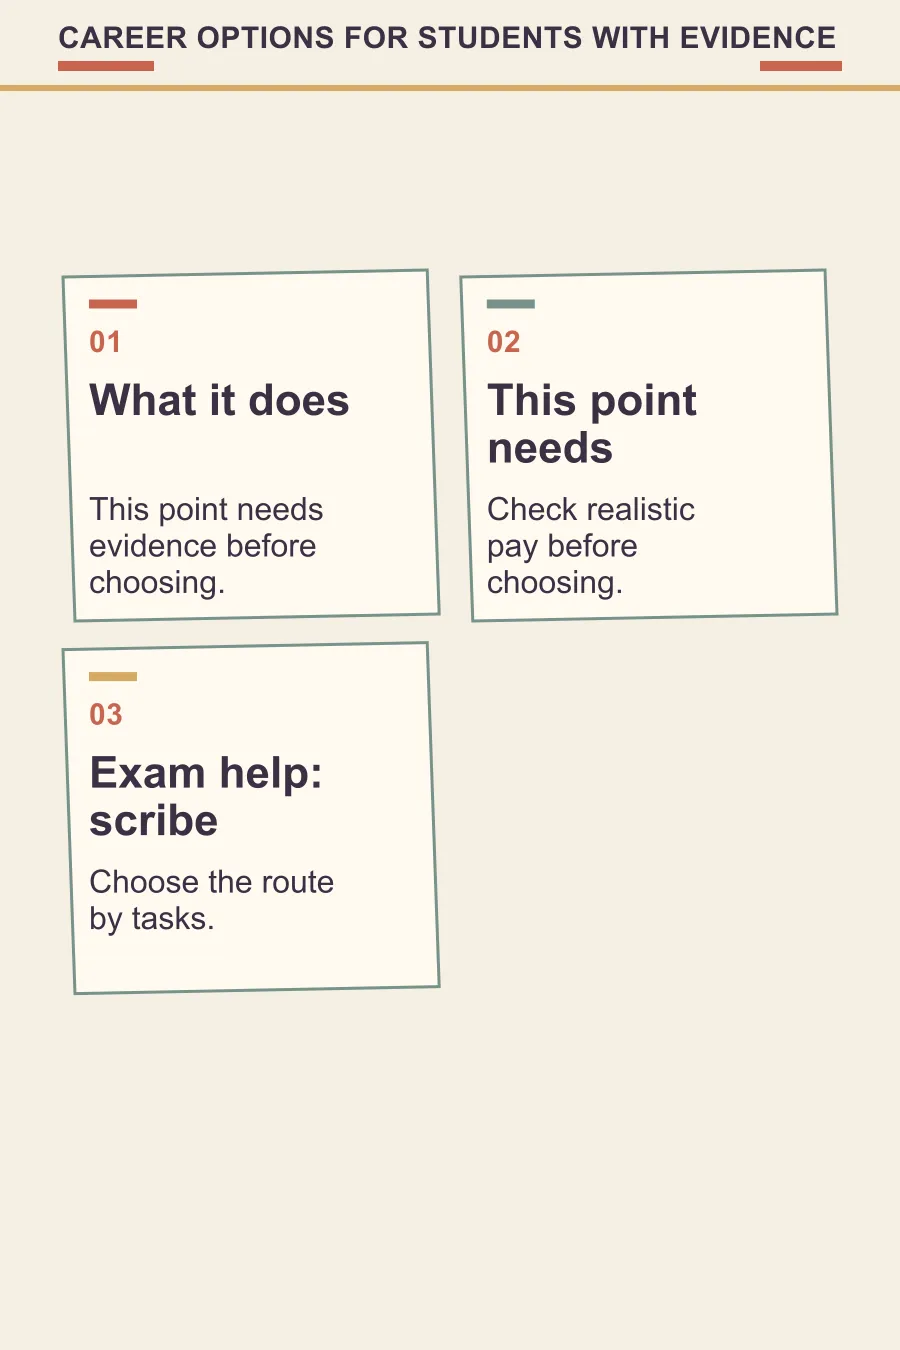 CAREER OPTIONS FOR STUDENTS WITH EVIDENCE
01
What it does
This point needs
evidence before
choosing.
02
This point
needs
Check realistic
pay before
choosing.
03
Exam help:
scribe
Choose the route
by tasks.